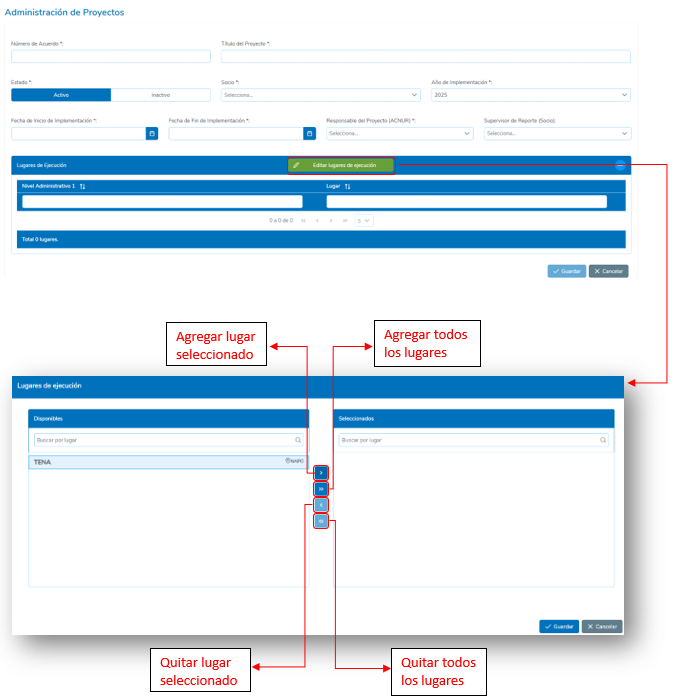 Administración de Proyectos
Número de Acuerdo *:
Título del Proyecto *:
Estado *:
Socio *:
Año de Implementación *:
Activo
Inactivo
Selecciona...
2025
Fecha de Inicio de Implementación *:
Fecha de Fin de Implementación *:
Responsable del Proyecto (ACNUR) *:
Supervisor de Reporte (Socio)
Selecciona...
Selecciona...
Lugares de Ejecución
Editar lugares de ejecución
Nivel Administrativo 1
Lugar
0 a 0 de 0
5
Total 0 lugares.
Guardar
Cancelar
Agregar lugar
seleccionado
Agregar todos
los lugares
Lugares de ejecución
Disponibles
Seleccionados
Buscar por lugar
Buscar por lugar
TENA
NAPO
Guardar
Cancelar
Quitar lugar
seleccionado
Quitar todos
los lugares